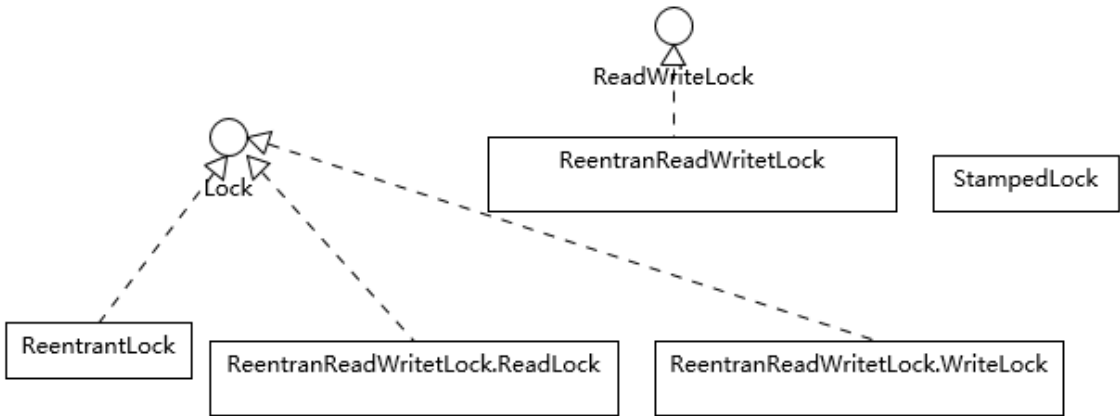 ReadWriteLock
ReentranReadWritetLock
StampedLock
Lock
ReentrantLock
ReentranReadWritetLock.ReadLock
ReentranReadWritetLock.WriteLock